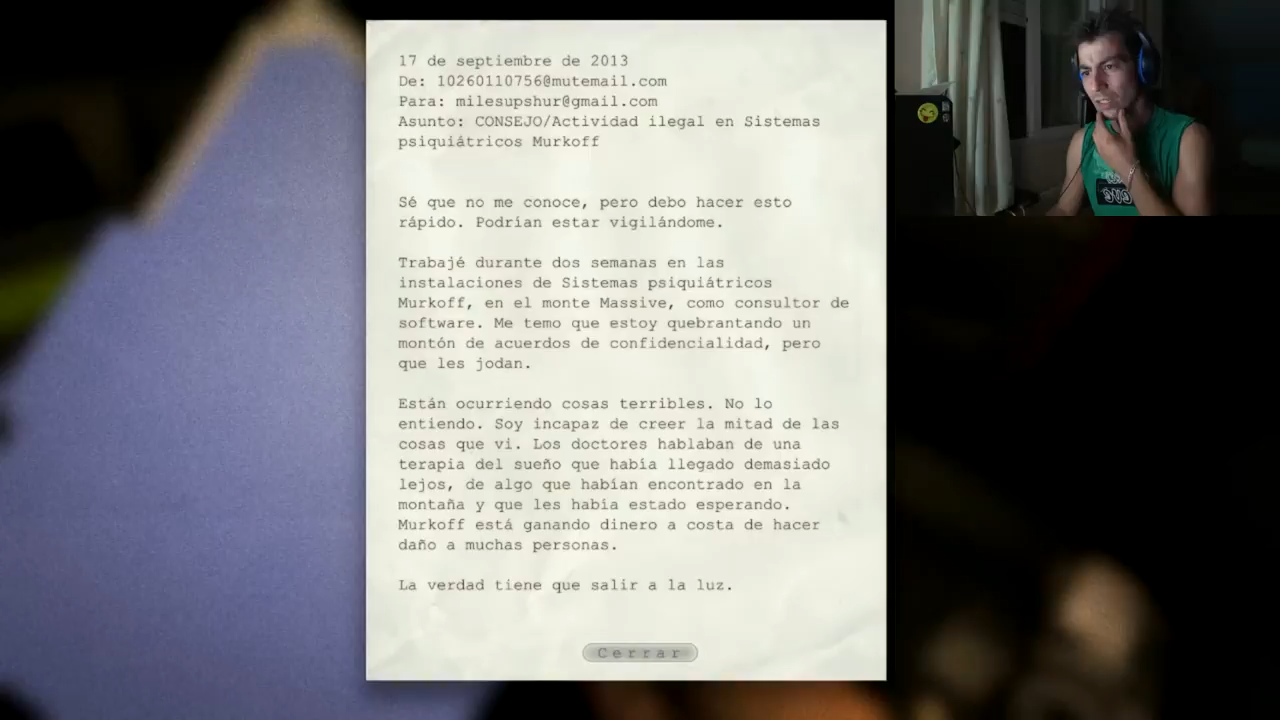 17 de septiembre de 2013
De: 10260110756@mutemail.com
Para: milesupshur@gmail.com
Asunto: CONSEJO/Actividad ilegal en Sistemas
psiquiátricos Murkoff
Sé que no me conoce, pero debo hacer esto
rápido. Podrían estar vigilándome.
Trabajé durante dos semanas en las
instalaciones de Sistemas psiquiátricos
Murkoff, en el monte Massive, como consultor de
software. Me temo que estoy quebrantando un
montón de acuerdos de confidencialidad, pero
que les jodan.
Están ocurriendo cosas terribles. No lo
entiendo. Soy incapaz de creer la mitad de las
cosas que vi. Los doctores hablaban de una
terapia del sueño que había llegado demasiado
lejos, de algo que habían encontrado en la
montaña y que les había estado esperando.
Murkoff está ganando dinero a costa de hacer
daño a muchas personas.
La verdad tiene que salir a la luz.
Cerrar